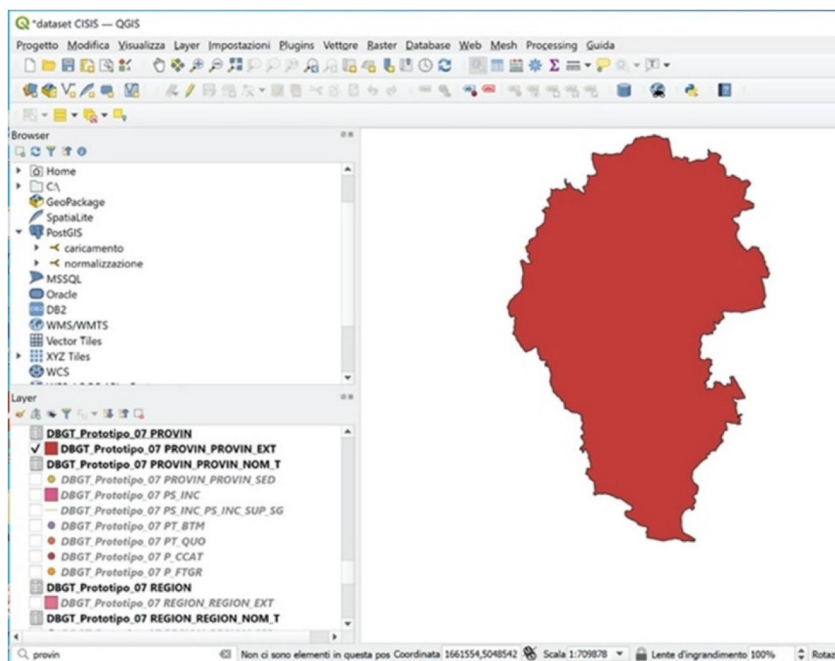 *dataset CISIS — QGIS
Progetto Modifica Visualizza Layer Impostazioni Plugins Vettore Raster Database Web Mesh Processing Guida
Browser
Home
C:\
GeoPackage
SpatiaLite
PostGIS
caricamento
normalizzazione
MSSQL
Oracle
DB2
WMS/WMTS
Vector Tiles
XYZ Tiles
WCS
Layer
DBGT_Prototipo_07 PROVIN
DBGT_Prototipo_07 PROVIN_PROVIN_EXT
DBGT_Prototipo_07 PROVIN_PROVIN_NOM_T
DBGT_Prototipo_07 PROVIN_PROVIN_SED
DBGT_Prototipo_07 PS_INC
DBGT_Prototipo_07 PS_INC_PS_INC_SUP_SG
DBGT_Prototipo_07 PT_BTM
DBGT_Prototipo_07 PT_QUO
DBGT_Prototipo_07 P_CCAT
DBGT_Prototipo_07 P_FTGR
DBGT_Prototipo_07 REGION
DBGT_Prototipo_07 REGION_REGION_EXT
DBGT_Prototipo_07 REGION_REGION_NOM_T
provin Non ci sono elementi in questa pos Coordinata 1661554,5048542 Scala 1:709878 Lente d'ingrandimento 100% Rotaz